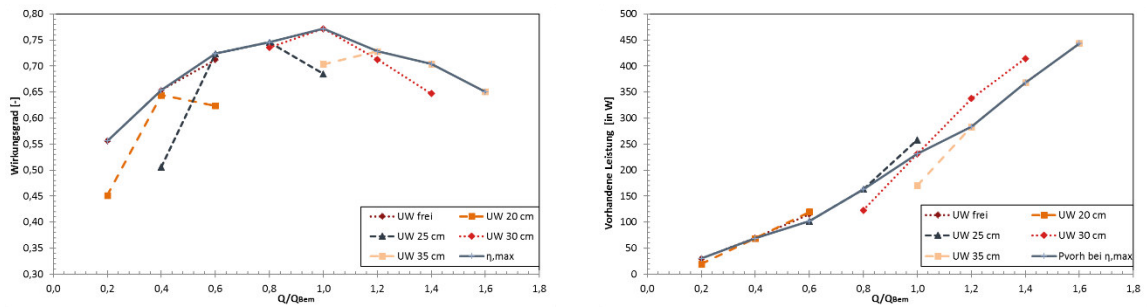 0,80
0,75
0,70
0,65
0,60
0,55
0,50
0,45
0,40
0,35
0,30
Wirkungsgrad [-]
UW frei UW 20 cm
UW 25 cm UW 30 cm
UW 35 cm η,max
0,0 0,2 0,4 0,6 0,8 1,0 1,2 1,4 1,6 1,8
Q/QBem
500
450
400
350
300
250
200
150
100
50
0
Vorhandene Leistung [in W]
UW frei UW 20 cm
UW 25 cm UW 30 cm
UW 35 cm Pvorh bei η,max
0,0 0,2 0,4 0,6 0,8 1,0 1,2 1,4 1,6 1,8
Q/QBem